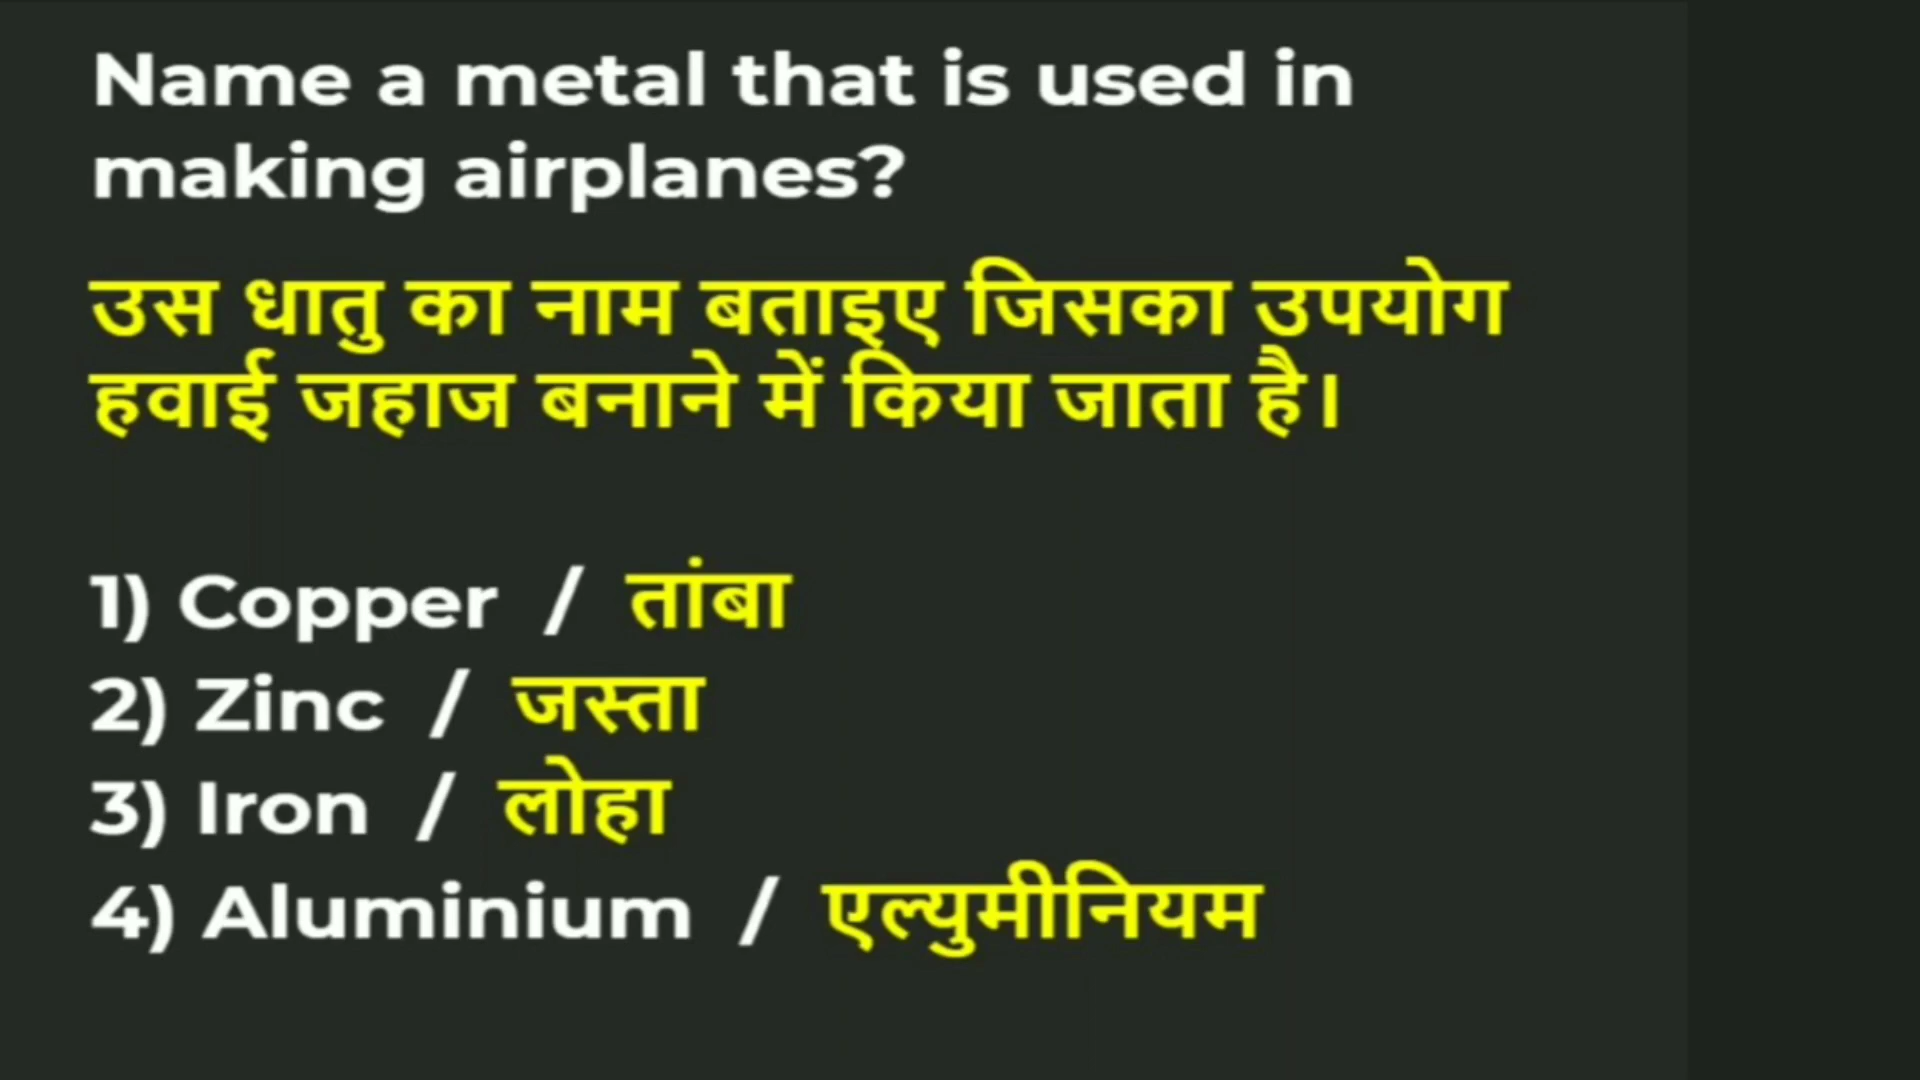 Name a metal that is used in
making airplanes?
उस धातु का नाम बताइए जिसका उपयोग
हवाई जहाज बनाने में किया जाता है।
1) Copper / तांबा
2) Zinc / जस्ता
3) Iron / लोहा
4) Aluminium / एल्युमीनियम